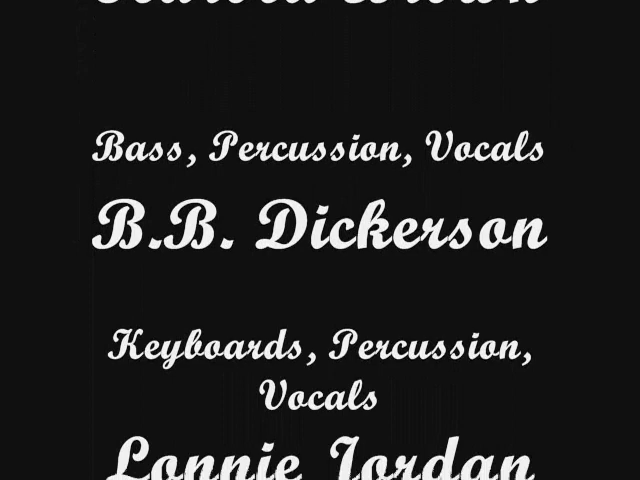 Bass, Percussion, Vocals
B.B. Dickerson
Keyboards, Percussion,
Vocals
Lonnie Jordan